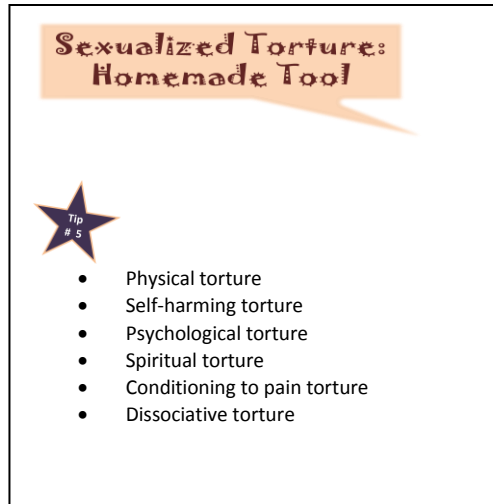 Sexualized Torture:
Homemade Tool
Tip
# 5
• Physical torture
• Self-harming torture
• Psychological torture
• Spiritual torture
• Conditioning to pain torture
• Dissociative torture